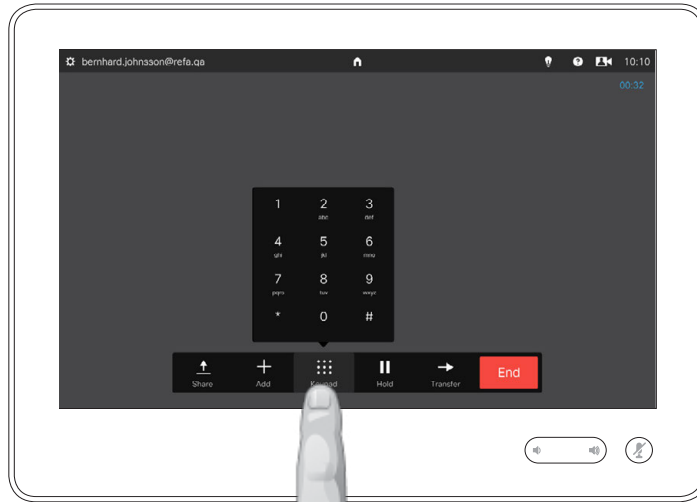 bernhard.johnsson@refa.qa 10:10
00:32
1 2 3
abc def
4 5 6
ghi jkl mno
7 8 9
pqrs tuv wxyz
* 0 #
Share Add Keypad Hold Transfer End